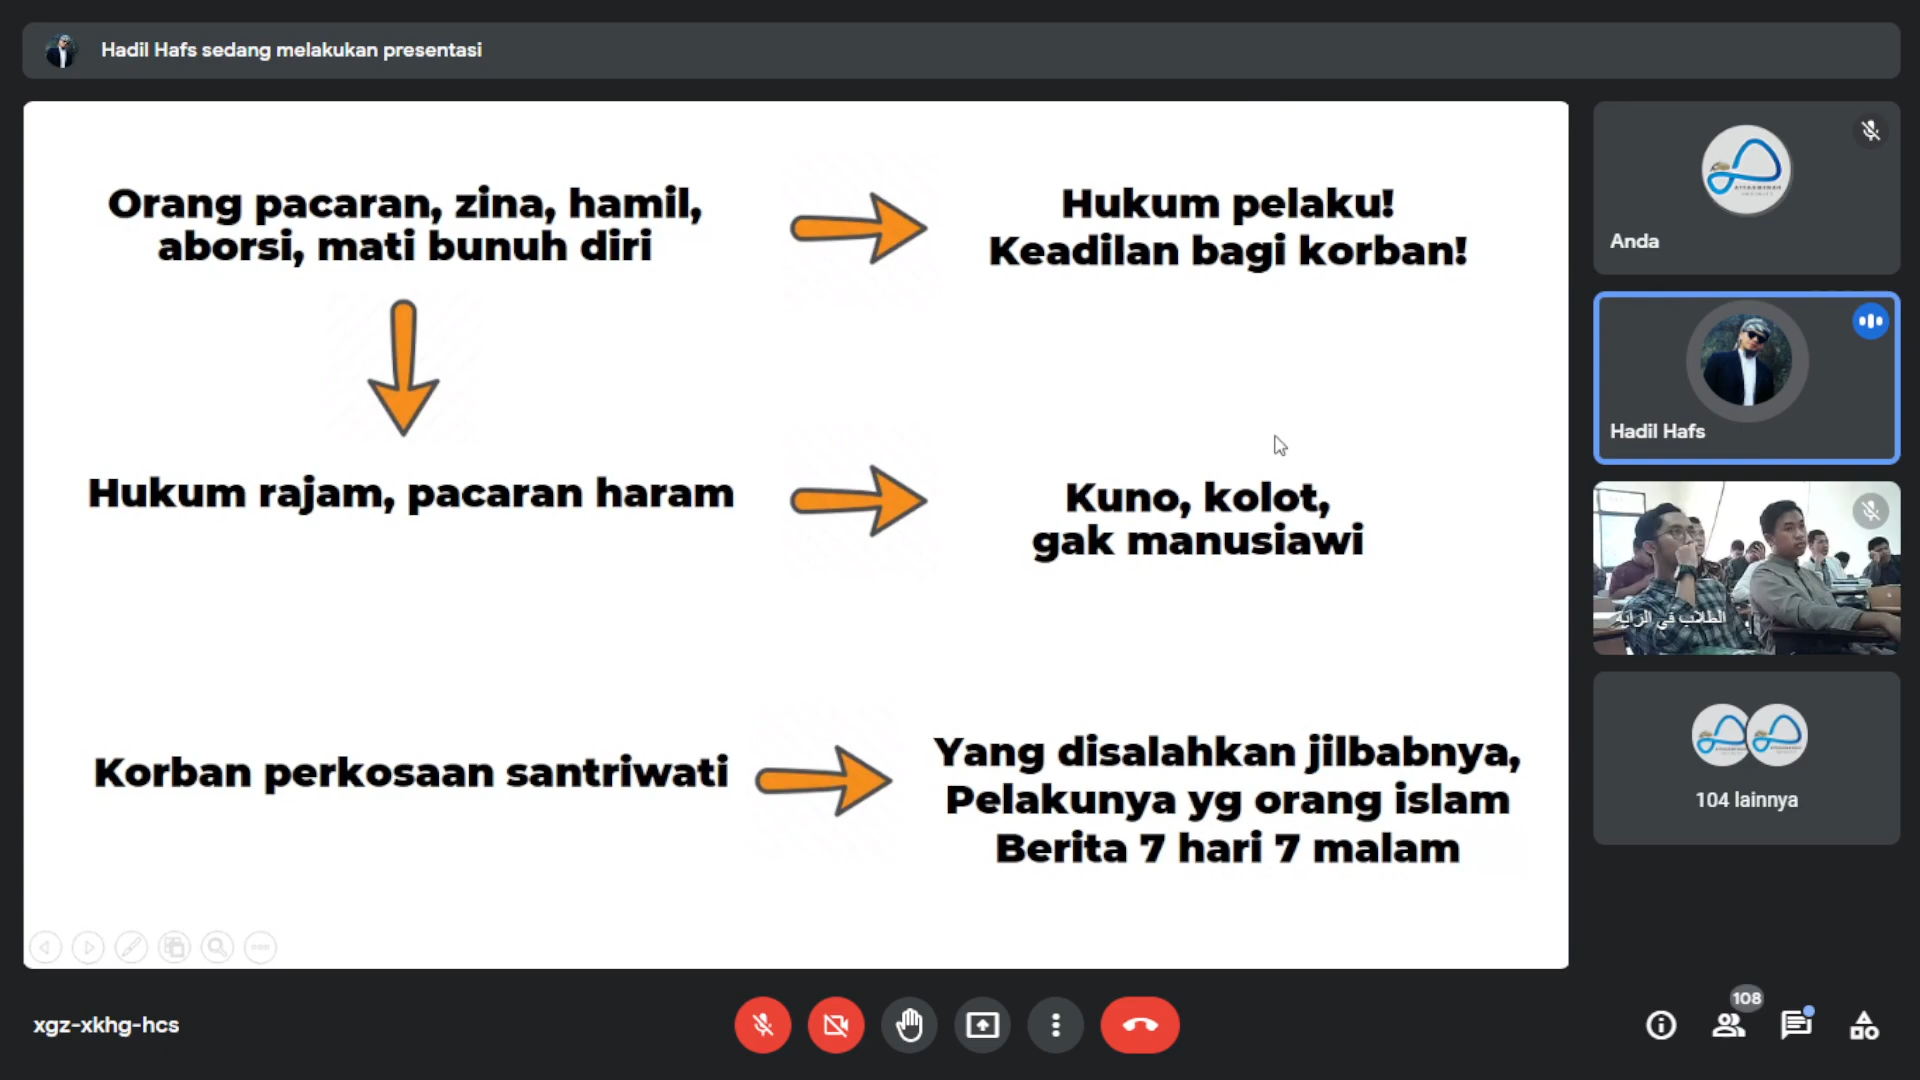 Hadil Hafs sedang melakukan presentasi
Orang pacaran, zina, hamil,
aborsi, mati bunuh diri
Hukum pelaku!
Keadilan bagi korban!
Hukum rajam, pacaran haram
Kuno, kolot,
gak manusiawi
Korban perkosaan santriwati
Yang disalahkan jilbabnya,
Pelakunya yg orang islam
Berita 7 hari 7 malam
Anda
Hadil Hafs
الطلاب في الراية
104 lainnya
xgz-xkhg-hcs
108